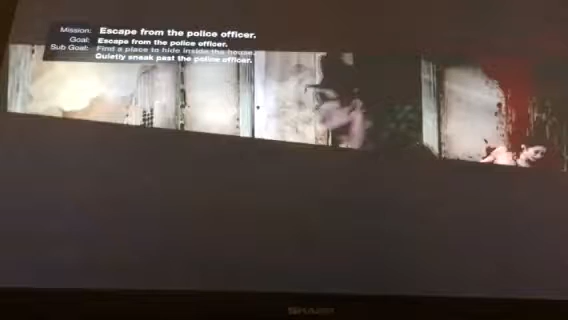 Mission: Escape from the police officer.
Goal: Escape from the police officer.
Sub Goal: Find a place to hide inside the house.
Quietly sneak past the police officer.
SHARP